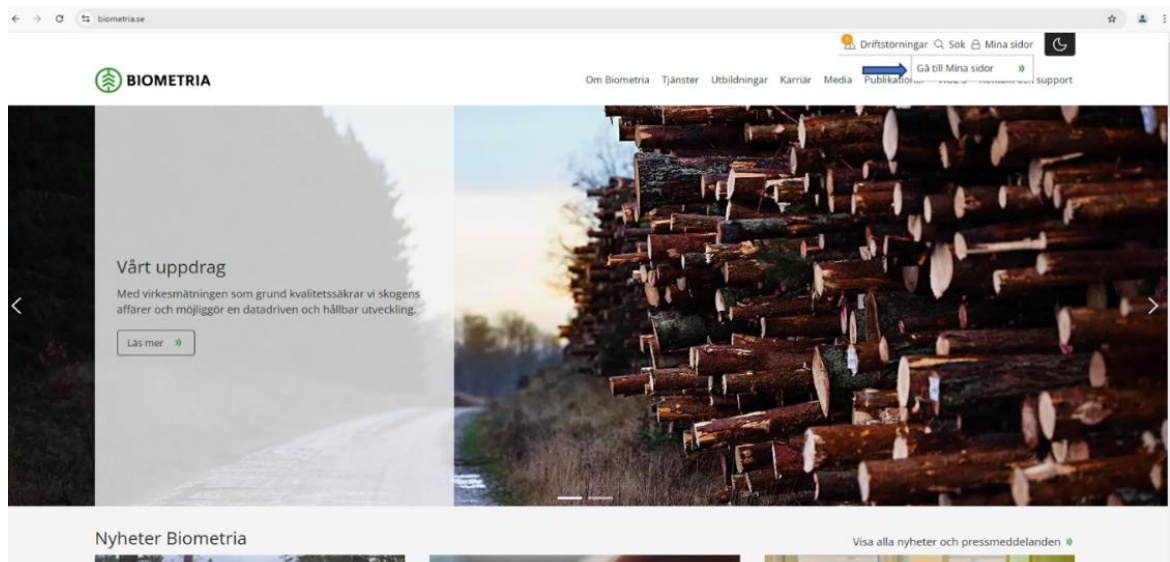 biometria.se
1 Driftstörningar Sök Mina sidor
Gå till Mina sidor
BIOMETRIA
Om Biometria Tjänster Utbildningar Karriär Media support
Vårt uppdrag
Med virkesmätningen som grund kvalitetssäkrar vi skogens
affärer och möjliggör en datadriven och hållbar utveckling.
Läs mer
Nyheter Biometria
Visa alla nyheter och pressmeddelanden